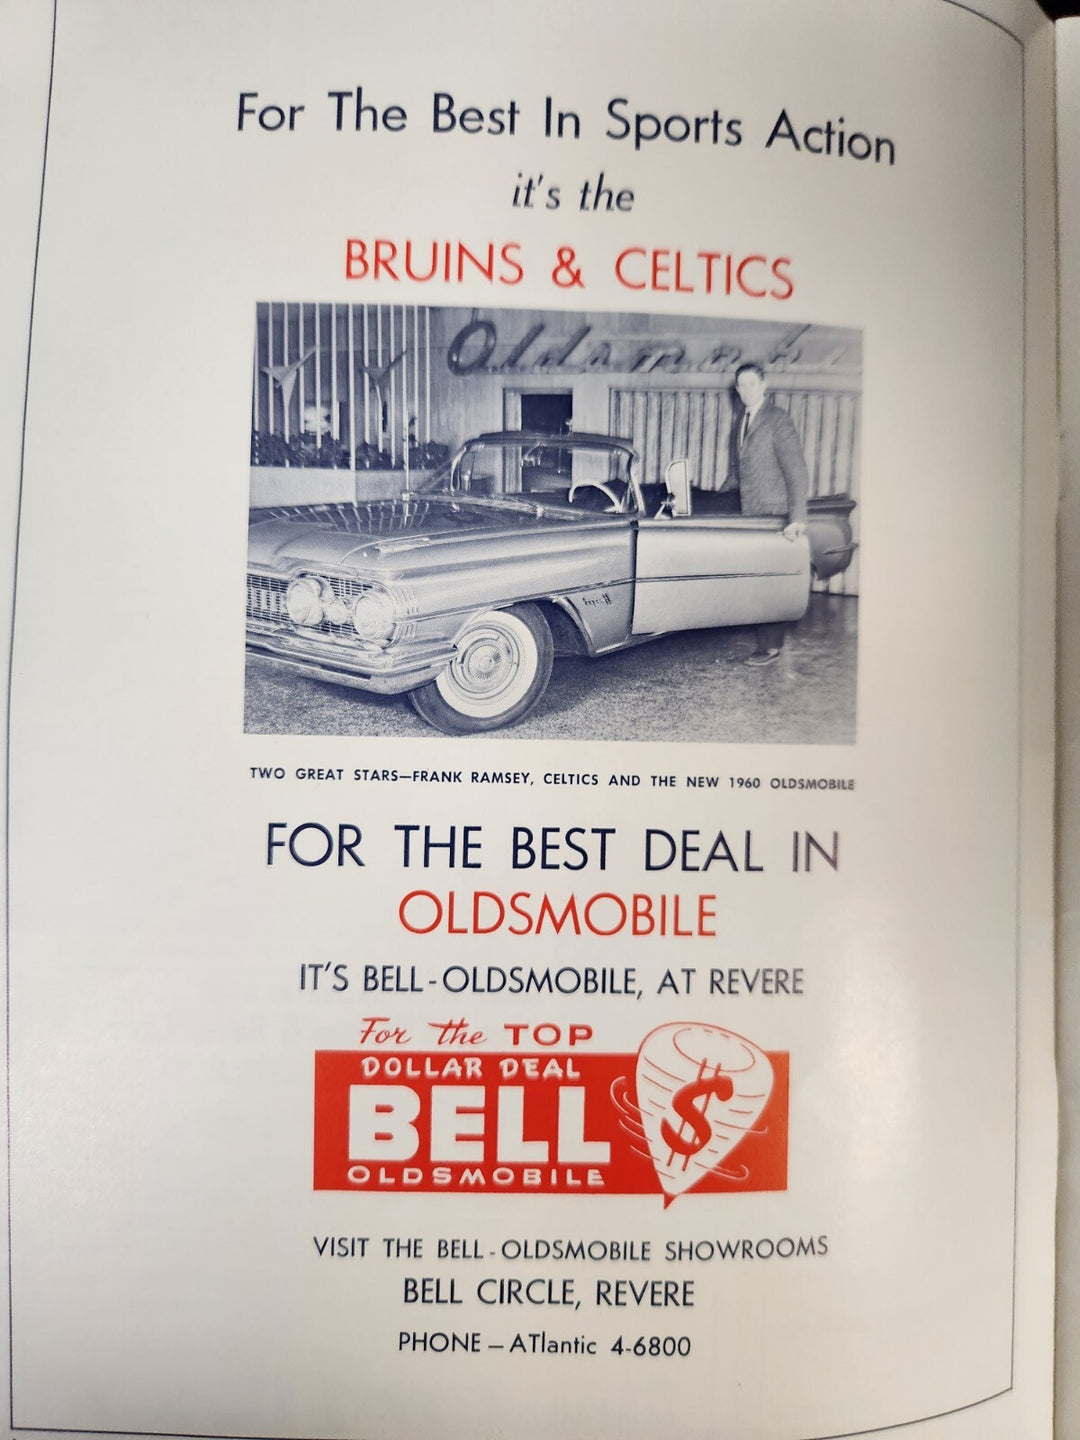 For The Best In Sports Action
it's the
BRUINS & CELTICS
Oldsmobi
TWO GREAT STARS—FRANK RAMSEY, CELTICS AND THE NEW 1960 OLDSMOBILE
FOR THE BEST DEAL IN
OLDSMOBILE
IT'S BELL-OLDSMOBILE, AT REVERE
For the TOP
DOLLAR DEAL
BELL
OLDSMOBILE
$
VISIT THE BELL-OLDSMOBILE SHOWROOMS
BELL CIRCLE, REVERE
PHONE — ATlantic 4-6800